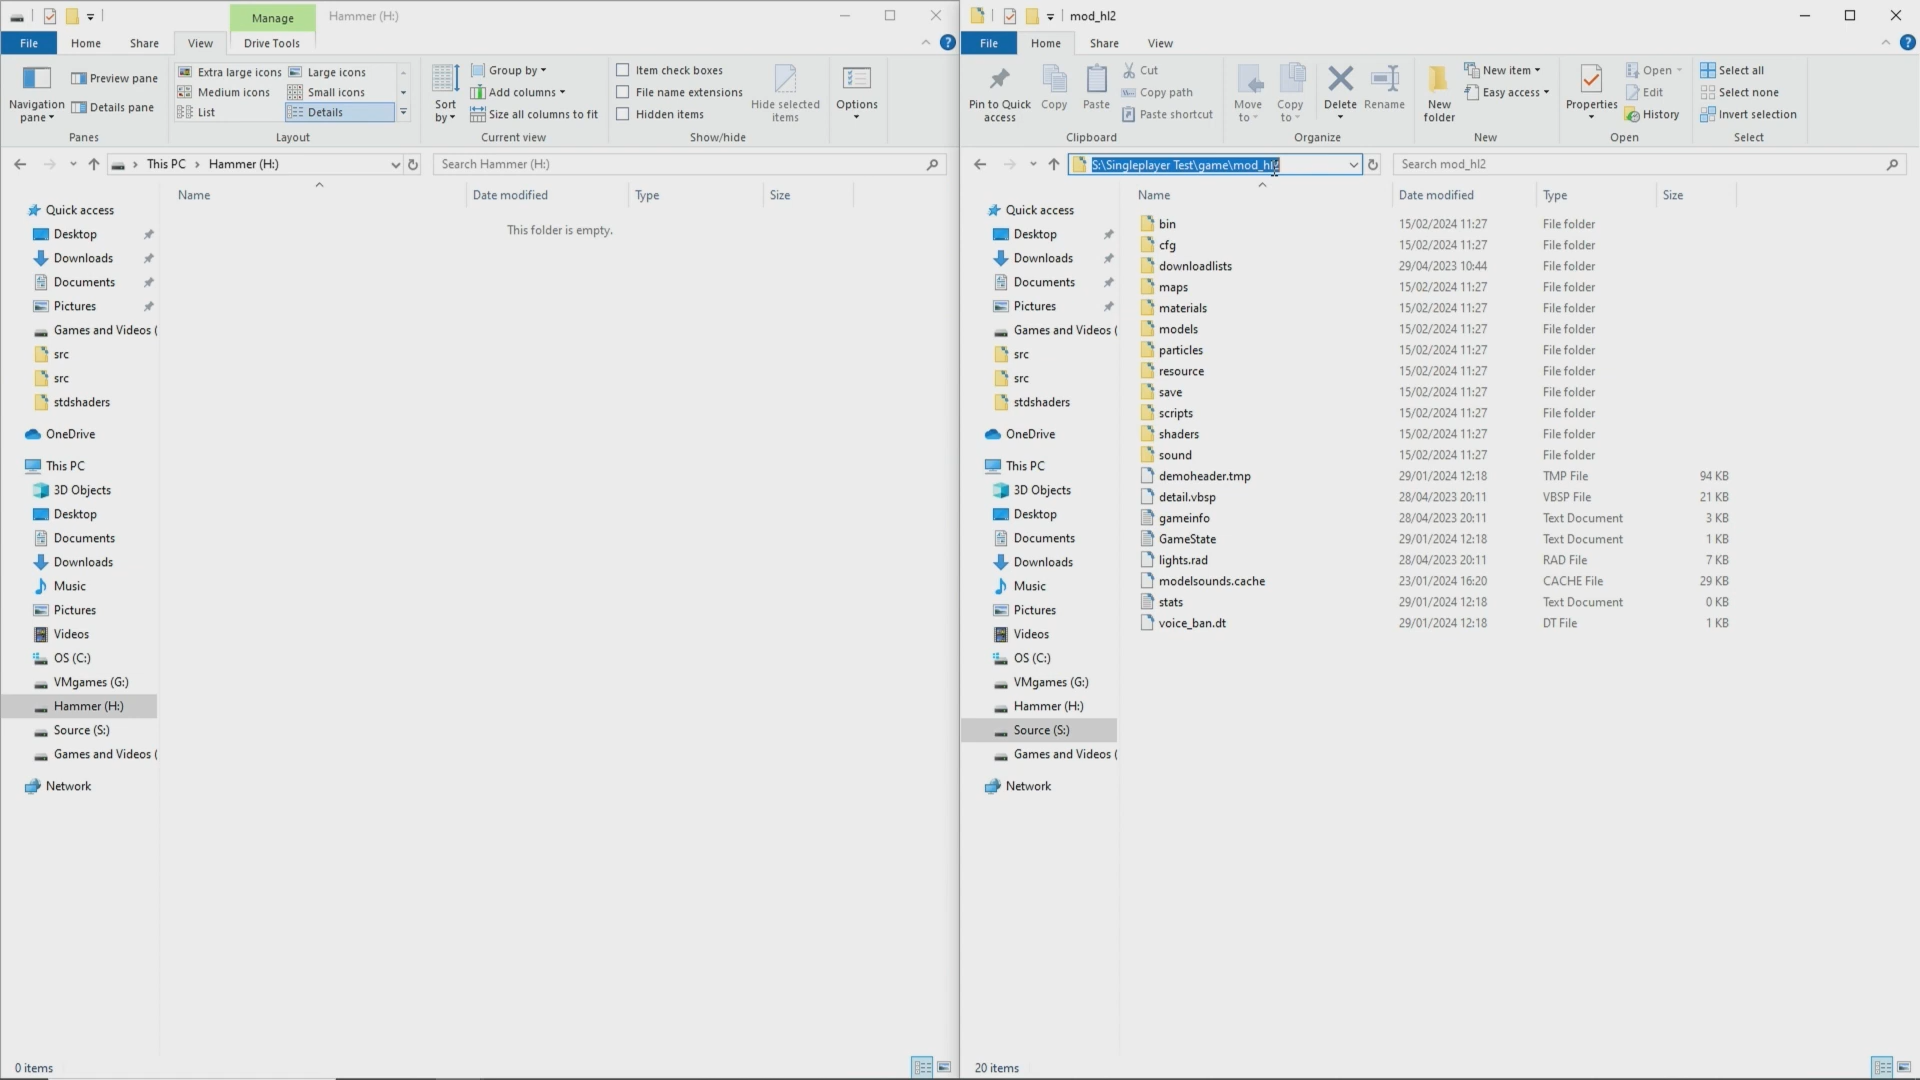 Manage
Hammer (H:)
File
Home
Share
View
Drive Tools
Navigation pane
Preview pane
Details pane
Panes
Extra large icons
Large icons
Medium icons
Small icons
List
Details
Layout
Sort by
Group by
Add columns
Size all columns to fit
Current view
Item check boxes
File name extensions
Hidden items
Hide selected items
Show/hide
Options
This PC
Hammer (H:)
Search Hammer (H:)
Name
Date modified
Type
Size
This folder is empty.
Quick access
Desktop
Downloads
Documents
Pictures
Games and Videos (
src
src
stdshaders
OneDrive
This PC
3D Objects
Desktop
Documents
Downloads
Music
Pictures
Videos
OS (C:)
VMgames (G:)
Hammer (H:)
Source (S:)
Games and Videos (
Network
0 items
mod_hl2
File
Home
Share
View
Pin to Quick access
Copy
Paste
Cut
Copy path
Paste shortcut
Clipboard
Move to
Copy to
Delete
Rename
Organize
New folder
New item
Easy access
New
Properties
Open
Edit
History
Open
Select all
Select none
Invert selection
Select
S:\Singleplayer Test\game\mod_hl2
Search mod_hl2
Name
Date modified
Type
Size
Quick access
Desktop
Downloads
Documents
Pictures
Games and Videos (
src
src
stdshaders
OneDrive
This PC
3D Objects
Desktop
Documents
Downloads
Music
Pictures
Videos
OS (C:)
VMgames (G:)
Hammer (H:)
Source (S:)
Games and Videos (
Network
bin 15/02/2024 11:27 File folder
cfg 15/02/2024 11:27 File folder
downloadlists 29/04/2023 10:44 File folder
maps 15/02/2024 11:27 File folder
materials 15/02/2024 11:27 File folder
models 15/02/2024 11:27 File folder
particles 15/02/2024 11:27 File folder
resource 15/02/2024 11:27 File folder
save 15/02/2024 11:27 File folder
scripts 15/02/2024 11:27 File folder
shaders 15/02/2024 11:27 File folder
sound 15/02/2024 11:27 File folder
demoheader.tmp 29/01/2024 12:18 TMP File 94 KB
detail.vbsp 28/04/2023 20:11 VBSP File 21 KB
gameinfo 28/04/2023 20:11 Text Document 3 KB
GameState 29/01/2024 12:18 Text Document 1 KB
lights.rad 28/04/2023 20:11 RAD File 7 KB
modelsounds.cache 23/01/2024 16:20 CACHE File 29 KB
stats 29/01/2024 12:18 Text Document 0 KB
voice_ban.dt 29/01/2024 12:18 DT File 1 KB
20 items